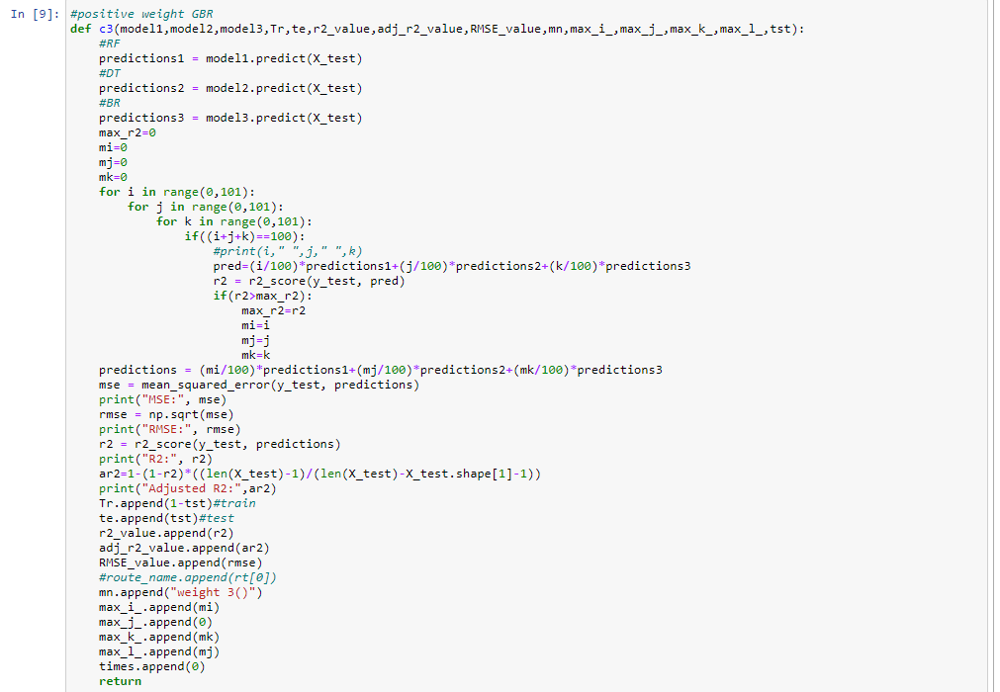 In [9]: #positive weight GBR
def c3(model1,model2,model3,Tr,te,r2_value,adj_r2_value,RMSE_value,mn,max_i_,max_j_,max_k_,max_l_,tst):
    #RF
    predictions1 = model1.predict(X_test)
    #DT
    predictions2 = model2.predict(X_test)
    #BR
    predictions3 = model3.predict(X_test)
    max_r2=0
    mi=0
    mj=0
    mk=0
    for i in range(0,101):
        for j in range(0,101):
            for k in range(0,101):
                if((i+j+k)==100):
                    #print(i," ",j," ",k)
                    pred=(i/100)*predictions1+(j/100)*predictions2+(k/100)*predictions3
                    r2 = r2_score(y_test, pred)
                    if(r2>max_r2):
                        max_r2=r2
                        mi=i
                        mj=j
                        mk=k
    predictions = (mi/100)*predictions1+(mj/100)*predictions2+(mk/100)*predictions3
    mse = mean_squared_error(y_test, predictions)
    print("MSE:", mse)
    rmse = np.sqrt(mse)
    print("RMSE:", rmse)
    r2 = r2_score(y_test, predictions)
    print("R2:", r2)
    ar2=1-(1-r2)*((len(X_test)-1)/(len(X_test)-X_test.shape[1]-1))
    print("Adjusted R2:",ar2)
    Tr.append(1-tst)#train
    te.append(tst)#test
    r2_value.append(r2)
    adj_r2_value.append(ar2)
    RMSE_value.append(rmse)
    #route_name.append(rt[0])
    mn.append("weight 3()")
    max_i_.append(mi)
    max_j_.append(0)
    max_k_.append(mk)
    max_l_.append(mj)
    times.append(0)
    return